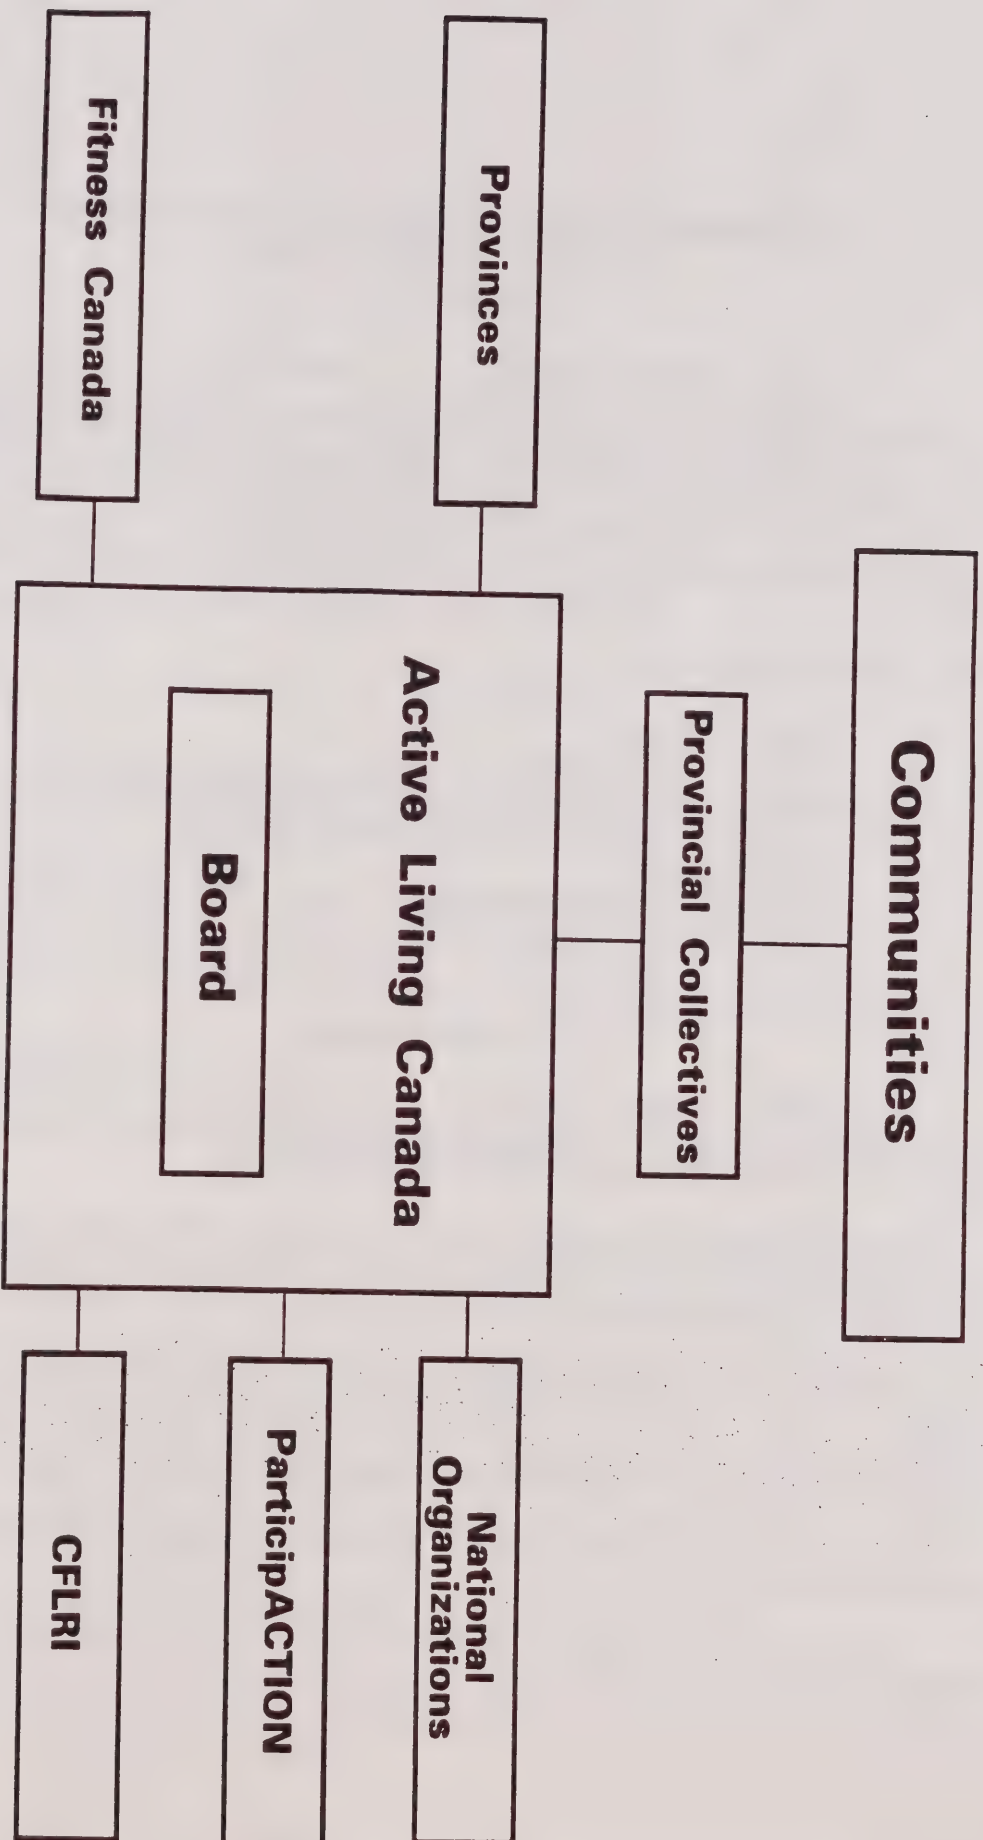 Communities
Provincial Collectives
Provinces
Fitness Canada
Active Living Canada
Board
National
Organizations
ParticipACTION
CFLRI